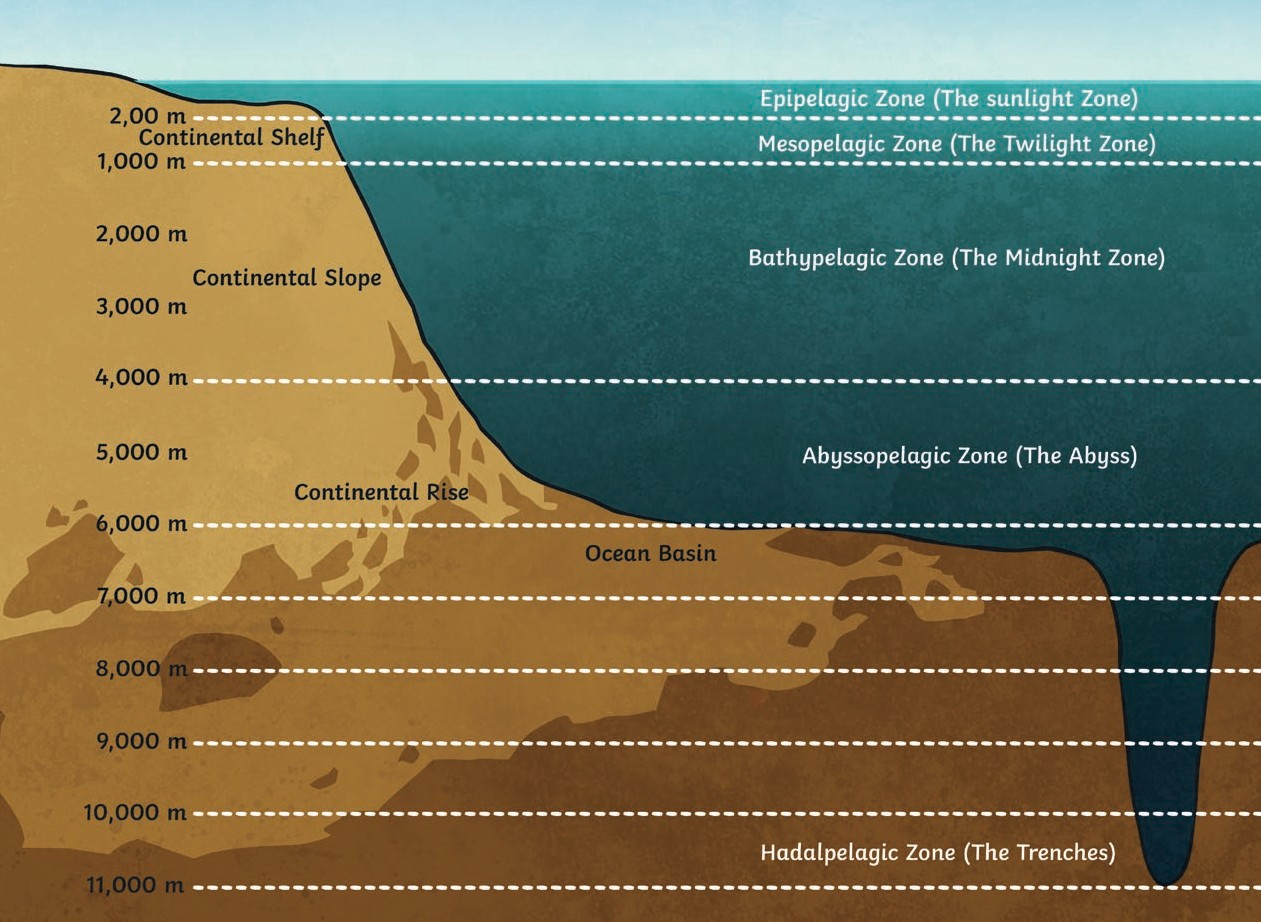 Epipelagic Zone (The sunlight Zone)
2,00 m
Continental Shelf
Mesopelagic Zone (The Twilight Zone)
1,000 m
2,000 m
Bathypelagic Zone (The Midnight Zone)
Continental Slope
3,000 m
4,000 m
5,000 m
Abyssopelagic Zone (The Abyss)
Continental Rise
6,000 m
Ocean Basin
7,000 m
8,000 m
9,000 m
10,000 m
Hadalpelagic Zone (The Trenches)
11,000 m